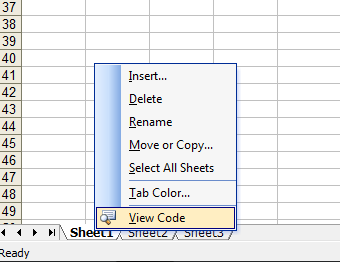 37
38
39
40
41
42
43
44
45
46
47
48
49
Insert...
Delete
Rename
Move or Copy...
Select All Sheets
Tab Color...
View Code
Sheet1
Sheet2
Sheet3
Ready